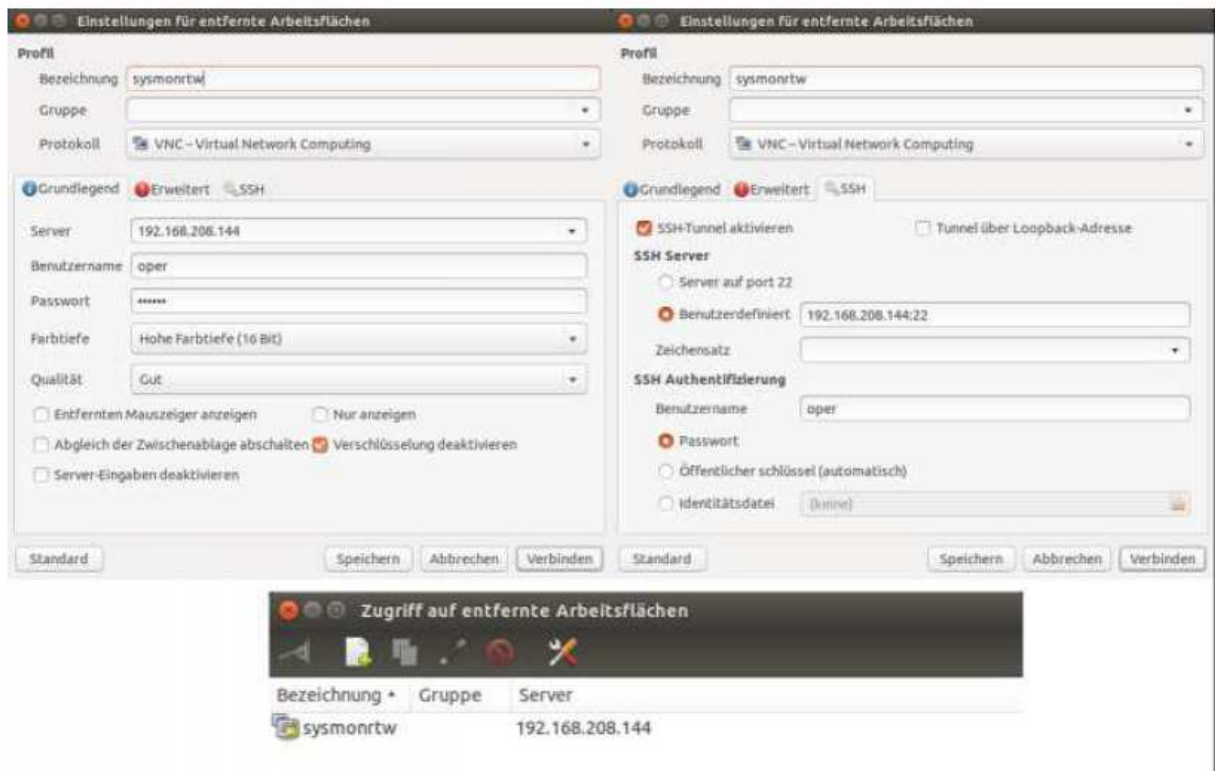 Einstellungen für entfernte Arbeitsflächen
Profil
Bezeichnung sysmonrtw
Gruppe
Protokoll VNC – Virtual Network Computing
Grundlegend Erweitert SSH
Server 192.168.208.144
Benutzername oper
Passwort ••••••
Farbtiefe Hohe Farbtiefe (16 Bit)
Qualität Gut
Entfernten Mauszeiger anzeigen Nur anzeigen
Abgleich der Zwischenablage abschalten Verschlüsselung deaktivieren
Server-Eingaben deaktivieren
Standard Speichern Abbrechen Verbinden
Einstellungen für entfernte Arbeitsflächen
Profil
Bezeichnung sysmonrtw
Gruppe
Protokoll VNC – Virtual Network Computing
Grundlegend Erweitert SSH
SSH-Tunnel aktivieren Tunnel über Loopback-Adresse
SSH Server
Server auf port 22
Benutzerdefiniert 192.168.208.144:22
Zeichensatz
SSH Authentifizierung
Benutzername oper
Passwort
Öffentlicher schlüssel (automatisch)
Identitätsdatei (keine)
Standard Speichern Abbrechen Verbinden
Zugriff auf entfernte Arbeitsflächen
Bezeichnung Gruppe Server
sysmonrtw 192.168.208.144